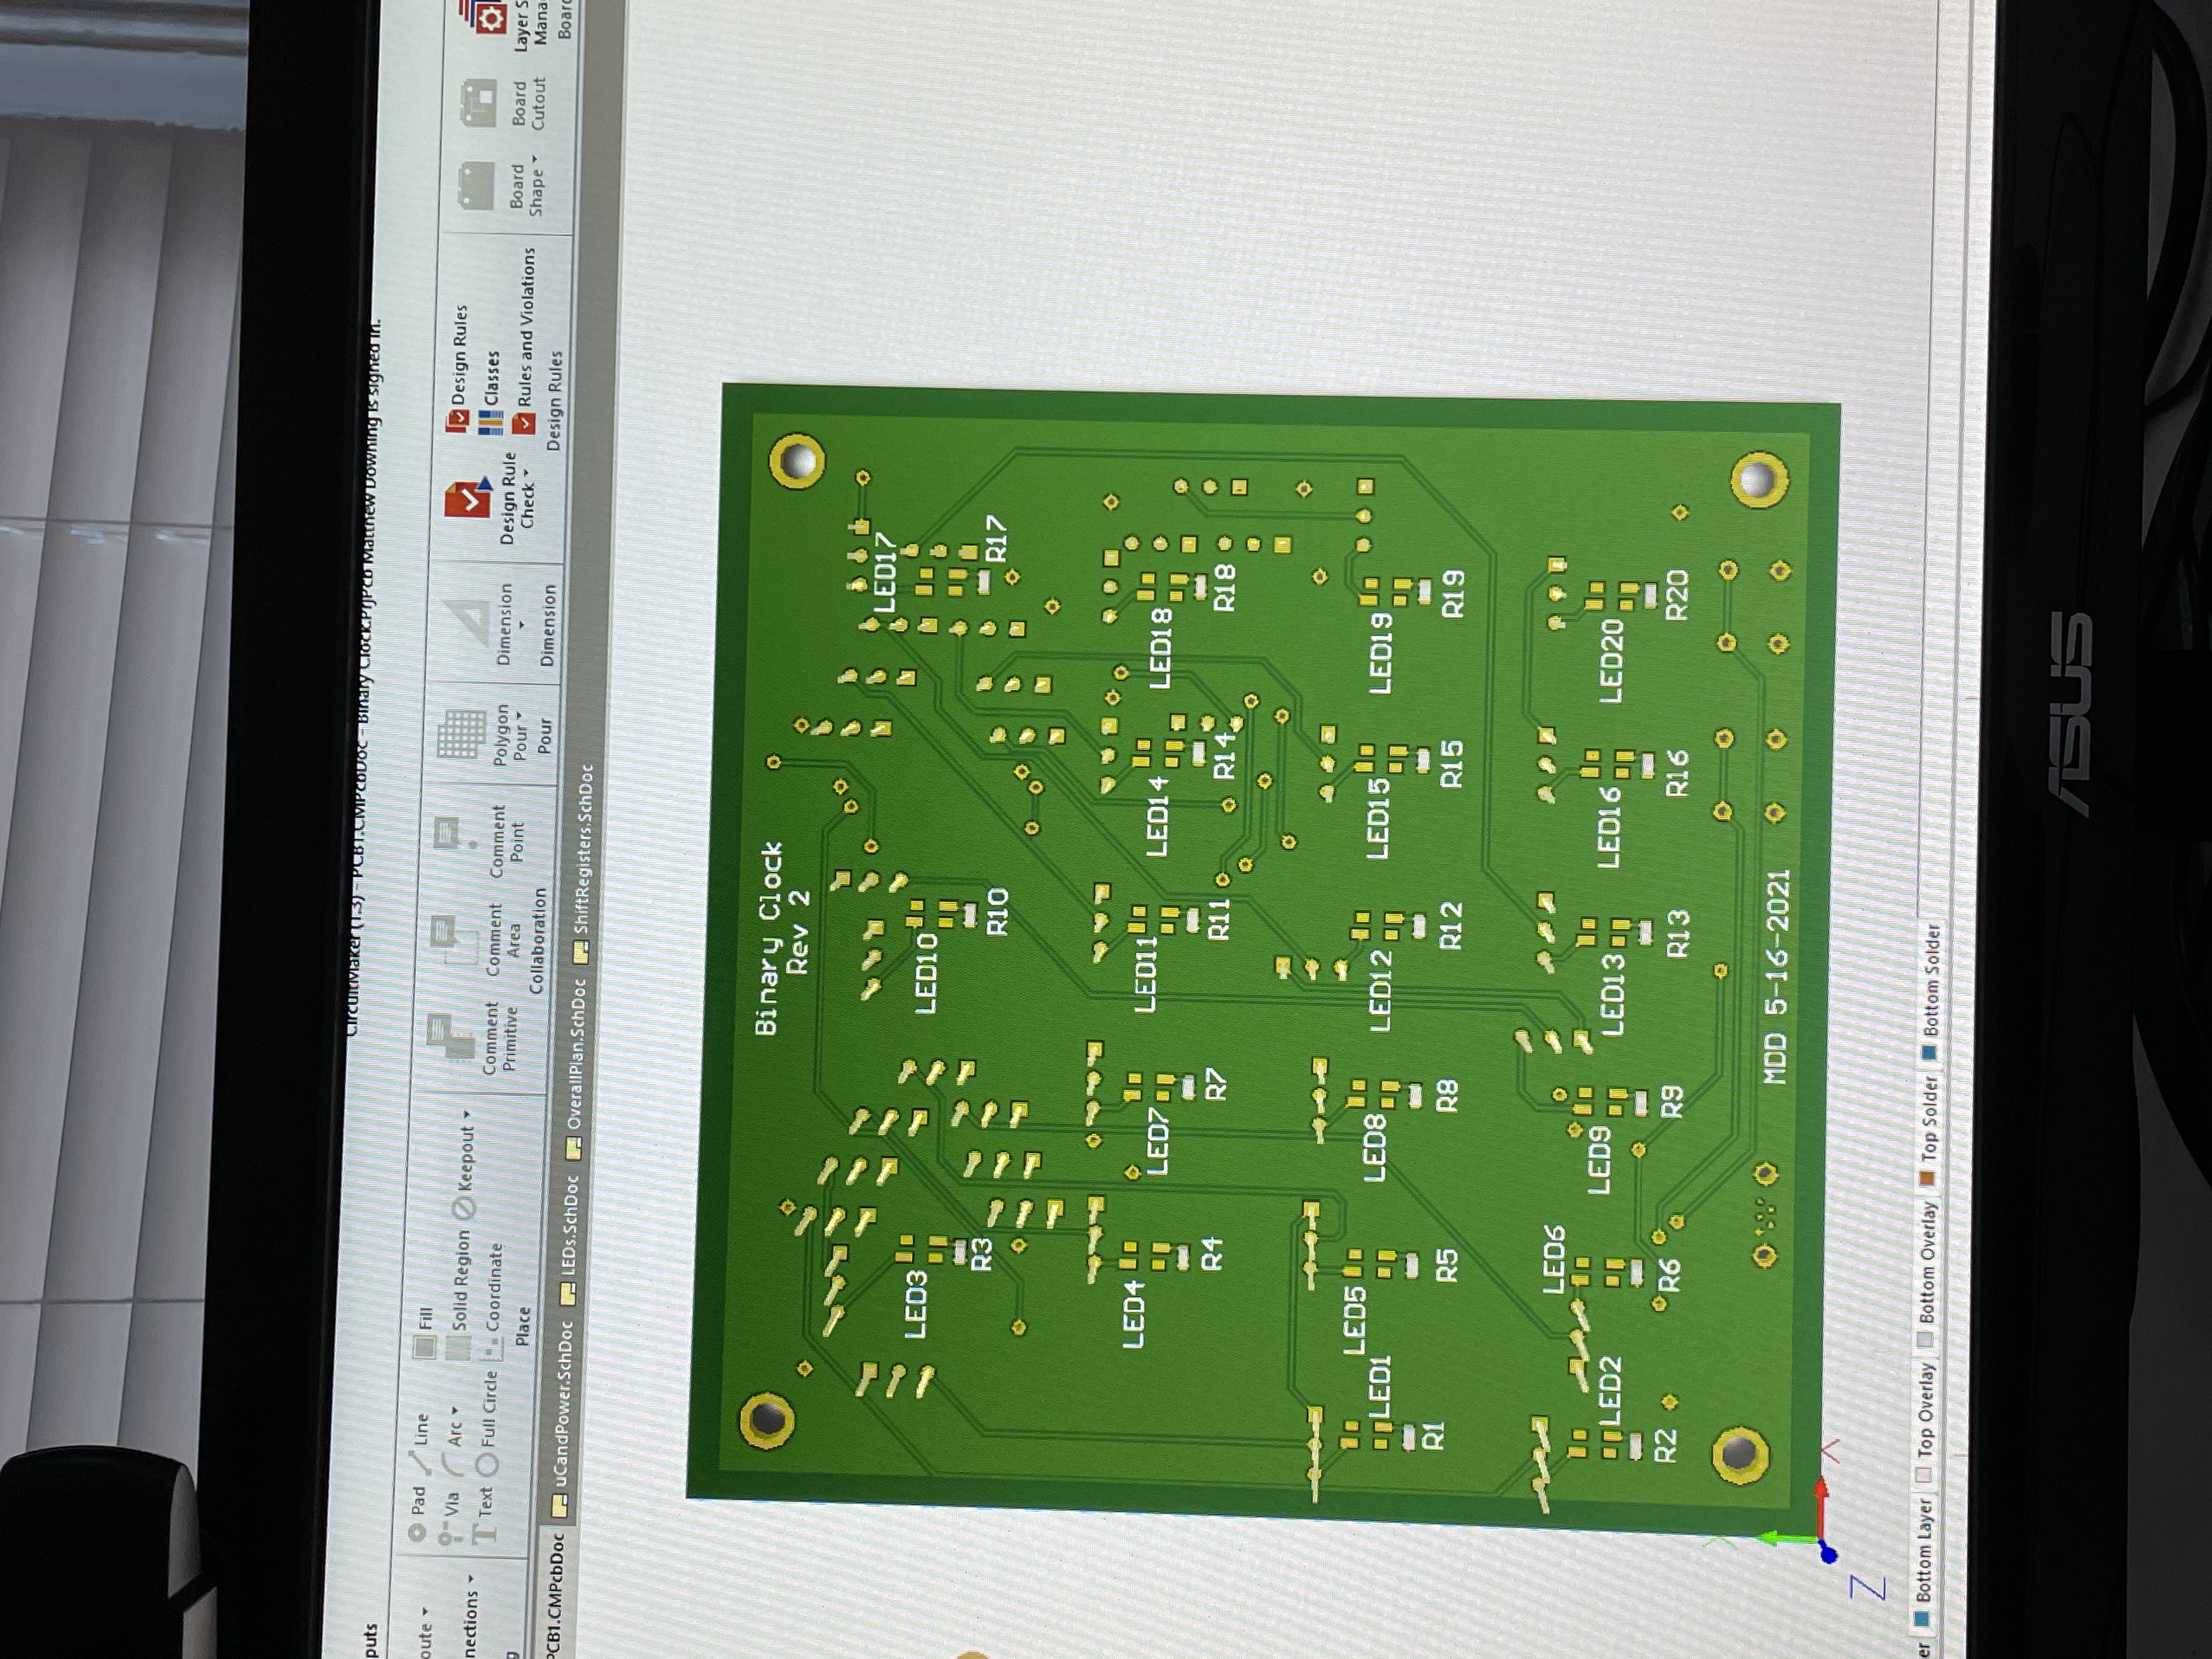 CircuitMaker (1.3) - PCB1.CMPcbDoc - Binary Clock.PrjPcb Matthew Downing is signed in.
puts
oute
nections
g
Pad
Line
Fill
Via
Arc
Solid Region
Keepout
Text
Full Circle
Coordinate
Place
Comment Primitive
Comment Area
Comment Point
Collaboration
Polygon Pour
Pour
Dimension
Dimension
Design Rule Check
Design Rules
Classes
Rules and Violations
Design Rules
Board Shape
Board Cutout
Layer S
Mana
Board
PCB1.CMPcbDoc
uCandPower.SchDoc
LEDs.SchDoc
OverallPlan.SchDoc
ShiftRegisters.SchDoc
Binary Clock
Rev 2
LED3
R3
LED10
R10
LED17
R17
LED4
R4
LED7
R7
LED11
R11
LED14
R14
LED18
R18
LED1
R1
LED5
R5
LED8
R8
LED12
R12
LED15
R15
LED19
R19
LED2
R2
LED6
R6
LED9
R9
LED13
R13
LED16
R16
LED20
R20
MDD 5-16-2021
X
Z
er
Bottom Layer
Top Overlay
Bottom Overlay
Top Solder
Bottom Solder
ASUS